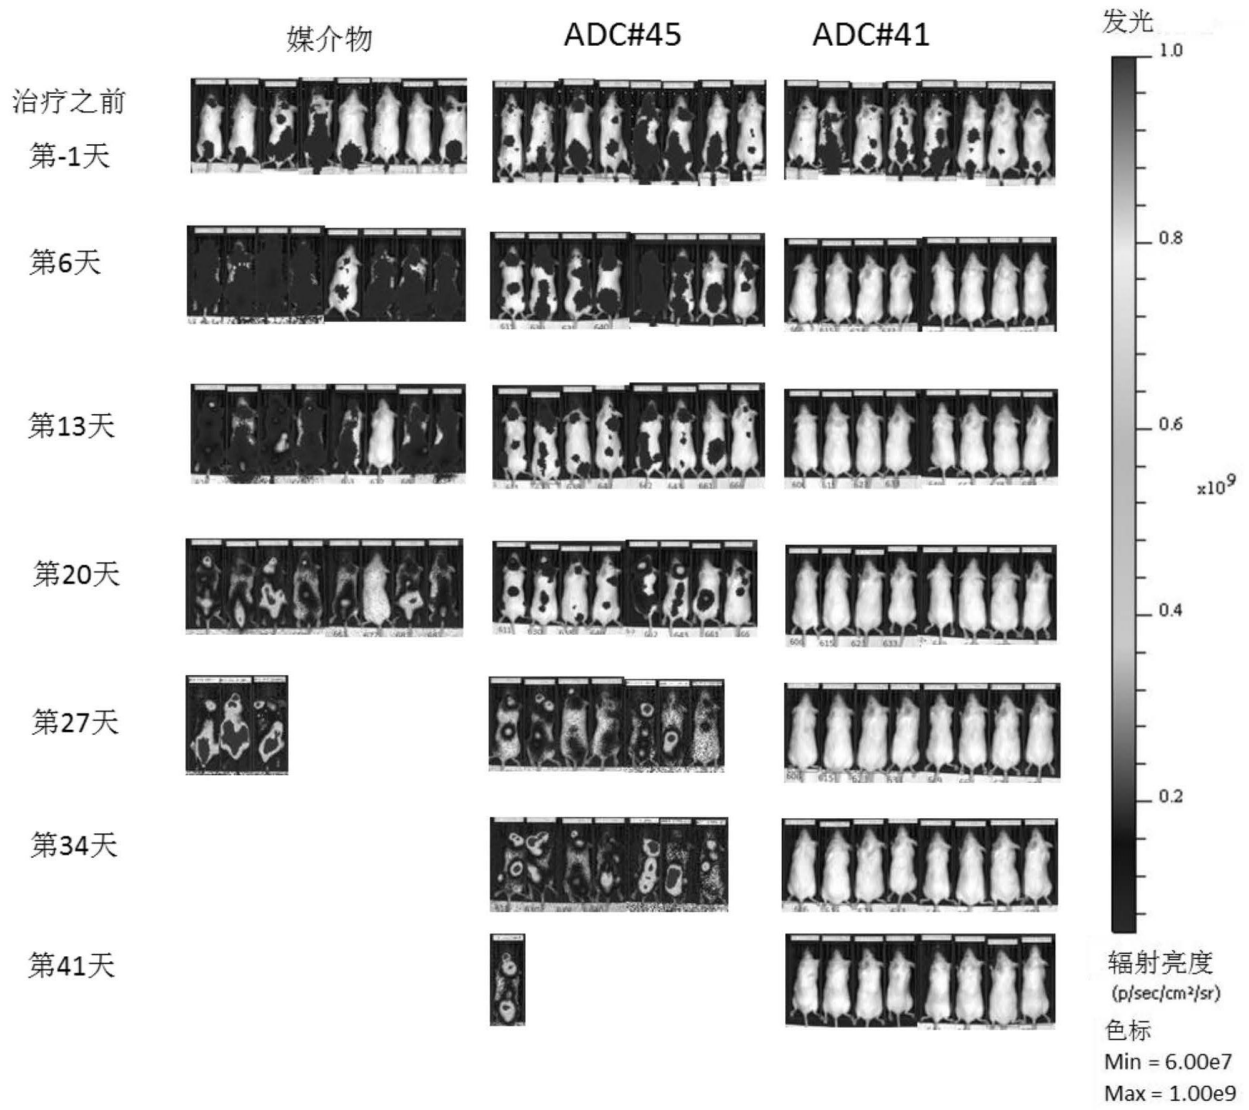 媒介物 ADC#45 ADC#41 发光
治疗之前
第-1天
第6天
第13天
第20天
第27天
第34天
第41天
1.0
0.8
0.6
x10⁹
0.4
0.2
辐射亮度
(p/sec/cm²/sr)
色标
Min = 6.00e7
Max = 1.00e9